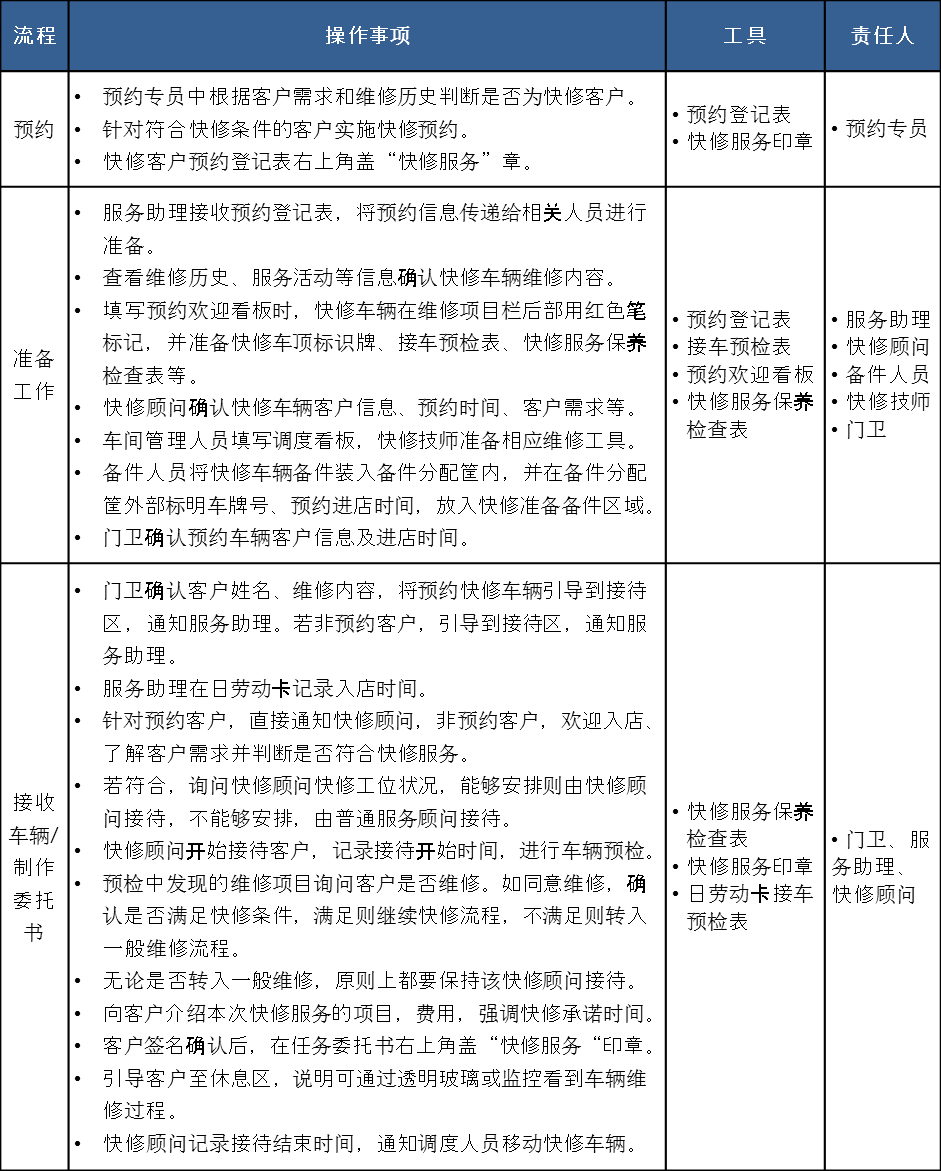 流程 操作事项 工具 责任人
预约
• 预约专员中根据客户需求和维修历史判断是否为快修客户。
• 针对符合快修条件的客户实施快修预约。
• 快修客户预约登记表右上角盖“快修服务”章。
• 预约登记表
• 快修服务印章
• 预约专员
准备
工作
• 服务助理接收预约登记表，将预约信息传递给相关人员进行
准备。
• 查看维修历史、服务活动等信息确认快修车辆维修内容。
• 填写预约欢迎看板时，快修车辆在维修项目栏后部用红色笔
标记，并准备快修车顶标识牌、接车预检表、快修服务保养
检查表等。
• 快修顾问确认快修车辆客户信息、预约时间、客户需求等。
• 车间管理人员填写调度看板，快修技师准备相应维修工具。
• 备件人员将快修车辆备件装入备件分配筐内，并在备件分配
筐外部标明车牌号、预约进店时间，放入快修准备备件区域。
• 门卫确认预约车辆客户信息及进店时间。
• 预约登记表
• 接车预检表
• 预约欢迎看板
• 快修服务保养
检查表
• 服务助理
• 快修顾问
• 备件人员
• 快修技师
• 门卫
接收
车辆/
制作
委托
书
• 门卫确认客户姓名、维修内容，将预约快修车辆引导到接待
区，通知服务助理。若非预约客户，引导到接待区，通知服
务助理。
• 服务助理在日劳动卡记录入店时间。
• 针对预约客户，直接通知快修顾问，非预约客户，欢迎入店、
了解客户需求并判断是否符合快修服务。
• 若符合，询问快修顾问快修工位状况，能够安排则由快修顾
问接待，不能够安排，由普通服务顾问接待。
• 快修顾问开始接待客户，记录接待开始时间，进行车辆预检。
• 预检中发现的维修项目询问客户是否维修。如同意维修，确
认是否满足快修条件，满足则继续快修流程，不满足则转入
一般维修流程。
• 无论是否转入一般维修，原则上都要保持该快修顾问接待。
• 向客户介绍本次快修服务的项目，费用，强调快修承诺时间。
• 客户签名确认后，在任务委托书右上角盖“快修服务“印章。
• 引导客户至休息区，说明可通过透明玻璃或监控看到车辆维
修过程。
• 快修顾问记录接待结束时间，通知调度人员移动快修车辆。
• 快修服务保养
检查表
• 快修服务印章
• 日劳动卡接车
预检表
• 门卫、服
务助理、
快修顾问